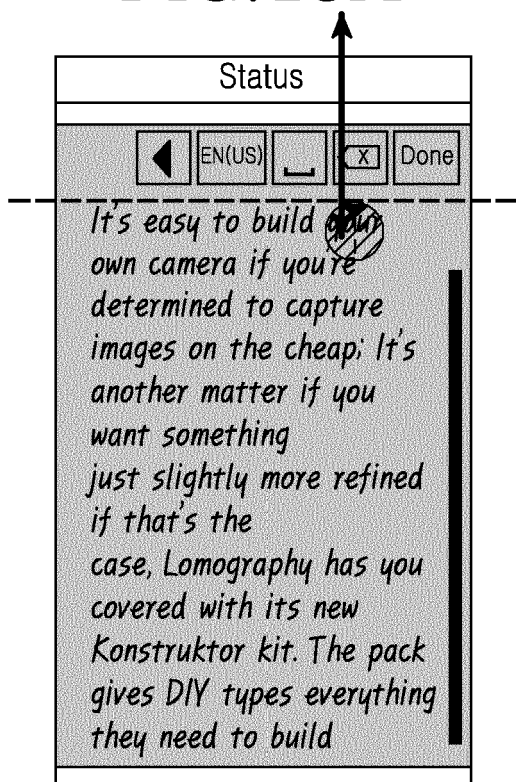 Status
EN(US) X Done
It's easy to build your
own camera if you're
determined to capture
images on the cheap; It's
another matter if you
want something
just slightly more refined
if that's the
case, Lomography has you
covered with its new
Konstruktor kit. The pack
gives DIY types everything
they need to build